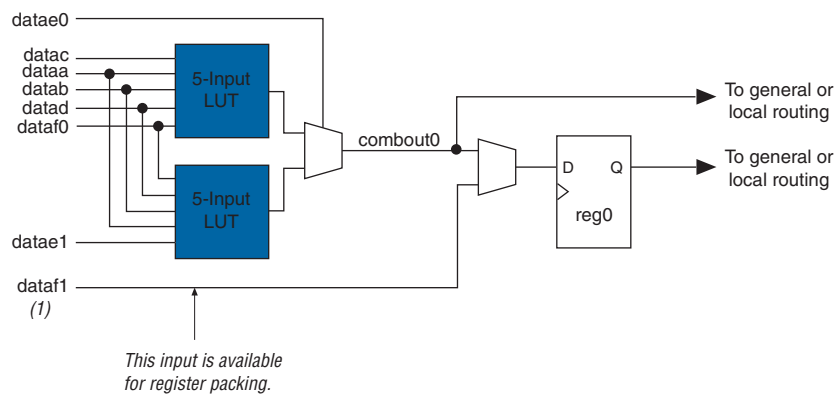 datae0
datac
dataa
datab
datad
dataf0
5-Input
LUT
combout0
To general or
local routing
D Q
reg0
To general or
local routing
5-Input
LUT
datae1
dataf1
(1)
This input is available
for register packing.